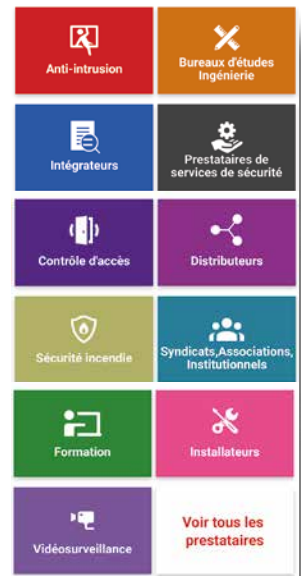 Anti-intrusion
Bureaux d'études
Ingénierie
Intégrateurs
Prestataires de
services de sécurité
Contrôle d'accès
Distributeurs
Sécurité incendie
Syndicats,Associations,
Institutionnels
Formation
Installateurs
Vidéosurveillance
Voir tous les
prestataires